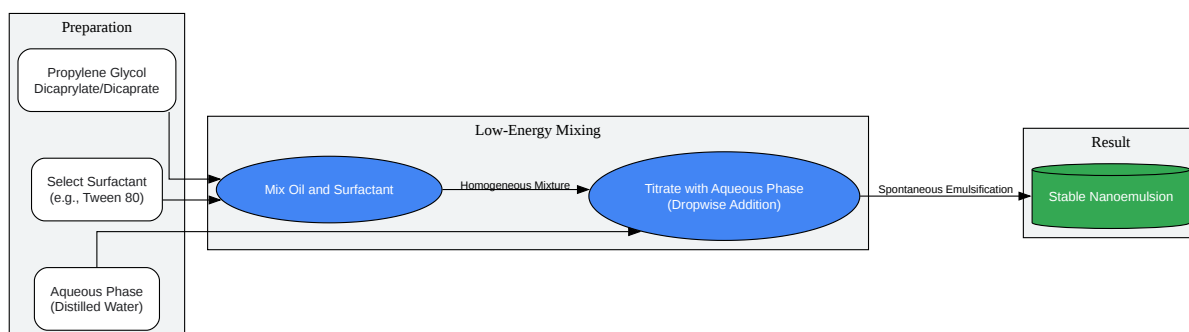 Preparation
Propylene Glycol
Dicaprylate/Dicaprate
Select Surfactant
(e.g., Tween 80)
Aqueous Phase
(Distilled Water)
Low-Energy Mixing
Mix Oil and Surfactant
Homogeneous Mixture
Titrate with Aqueous Phase
(Dropwise Addition)
Spontaneous Emulsification
Result
Stable Nanoemulsion